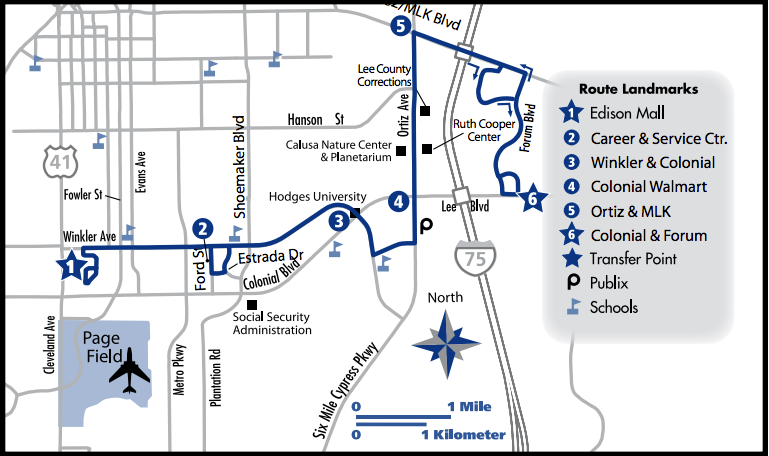 5
MLK Blvd
Lee County
Corrections
Hanson St
Ortiz Ave
Calusa Nature Center
& Planetarium
Ruth Cooper
Center
Forum Blvd
Shoemaker Blvd
Evans Ave
41
Fowler St
Hodges University
Winkler Ave
1
2
3
4
6
Lee Blvd
P
Ford St
Estrada Dr
Colonial Blvd
75
Social Security
Administration
North
Page
Field
Cleveland Ave
Metro Pkwy
Plantation Rd
Six Mile Cypress Pkwy
0 1 Mile
0 1 Kilometer
Route Landmarks
1 Edison Mall
2 Career & Service Ctr.
3 Winkler & Colonial
4 Colonial Walmart
5 Ortiz & MLK
6 Colonial & Forum
Transfer Point
P Publix
Schools